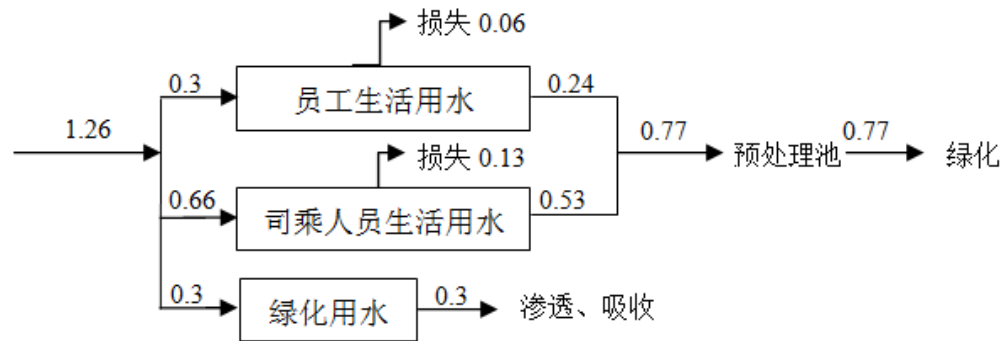 损失 0.06
0.3
员工生活用水
0.24
1.26
0.77
预处理池
0.77
绿化
损失 0.13
0.66
司乘人员生活用水
0.53
0.3
绿化用水
0.3
渗透、吸收